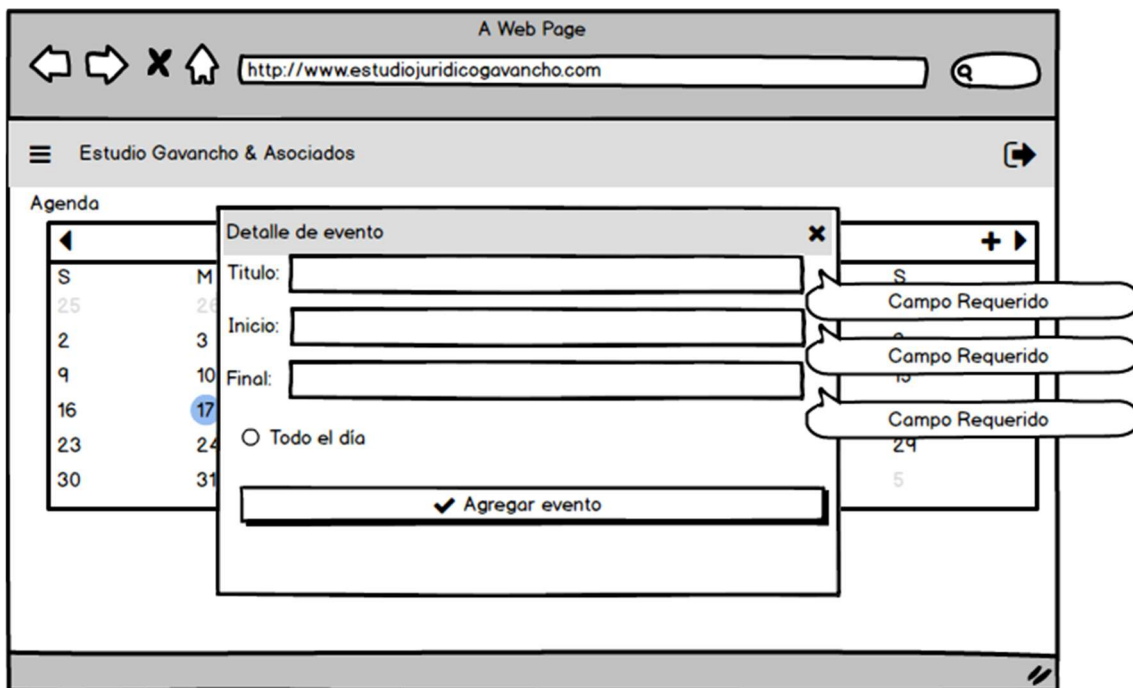 A Web Page
http://www.estudiojuridicogavancho.com
Estudio Gavancho & Asociados
Agenda
Detalle de evento
S M S
Titulo:
25 26
Campo Requerido
Inicio:
2 3
Campo Requerido
9 10 15
Final:
16 17
Campo Requerido
Todo el día
23 24 29
30 31 5
Agregar evento